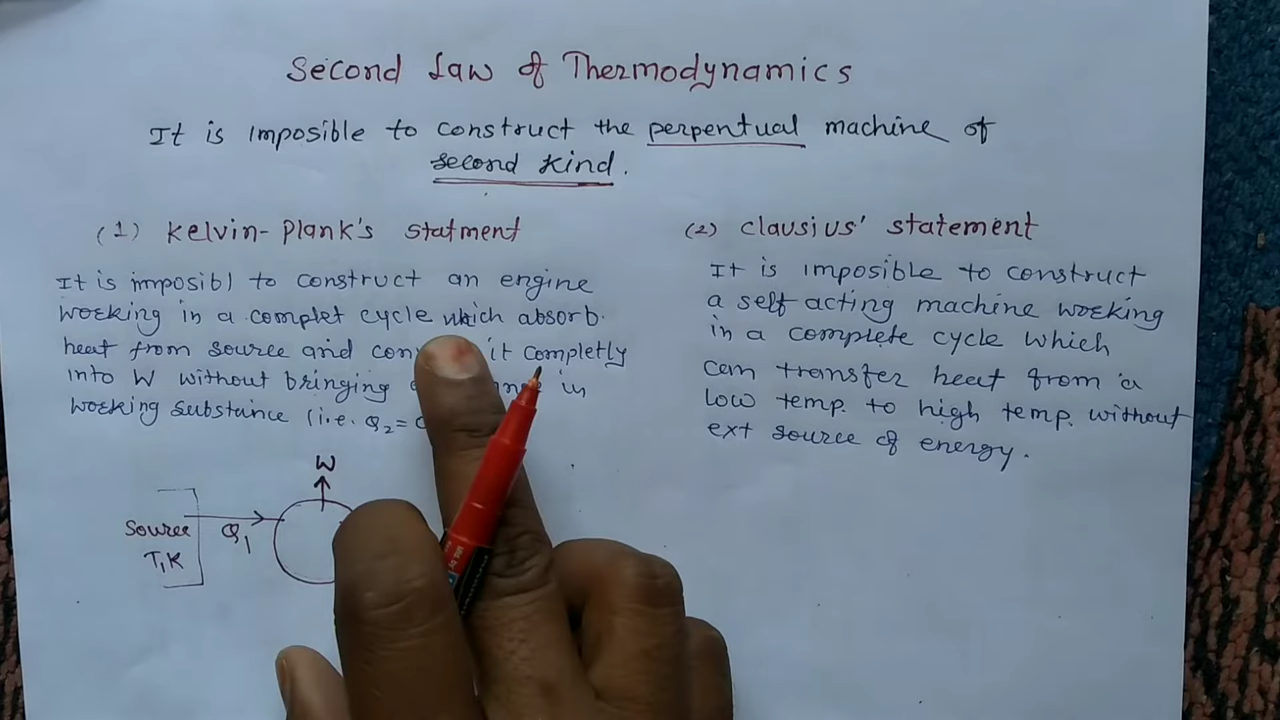 Second Law of Thermodynamics
It is imposible to construct the perpentual machine of
second kind.
(1) Kelvin-Plank's statment
It is imposibl to construct an engine
working in a complet cycle which absorb
heat from source and it completly
into W without bringing in
working substance (i.e. Q2=
W
Source
Q1
T1K
(2) Clausius' statement
It is imposible to construct
a self acting machine working
in a complete cycle which
can transfer heat from a
low temp. to high temp. without
ext source of energy.